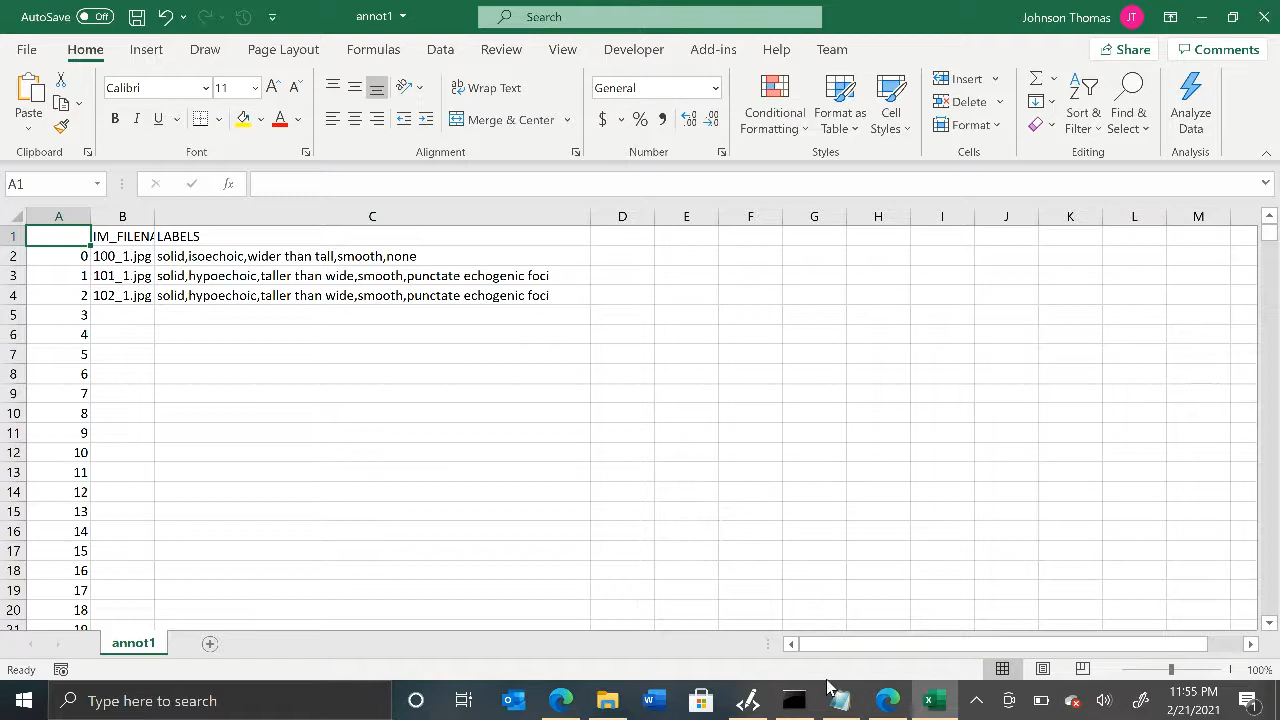 AutoSave Off annot1 Search Johnson Thomas JT
File Home Insert Draw Page Layout Formulas Data Review View Developer Add-ins Help Team Share Comments
Paste
Clipboard
Calibri 11
B I U A
Font
Wrap Text
Merge & Center
Alignment
General
$ % 9
Number
Conditional Formatting
Format as Table
Cell Styles
Styles
Insert
Delete
Format
Cells
Sort & Filter
Find & Select
Editing
Analyze Data
Analysis
A1 fx
A B C D E F G H I J K L M
1 IM_FILENA LABELS
2 0 100_1.jpg solid,isoechoic,wider than tall,smooth,none
3 1 101_1.jpg solid,hypoechoic,taller than wide,smooth,punctate echogenic foci
4 2 102_1.jpg solid,hypoechoic,taller than wide,smooth,punctate echogenic foci
5 3
6 4
7 5
8 6
9 7
10 8
11 9
12 10
13 11
14 12
15 13
16 14
17 15
18 16
19 17
20 18
annot1
Ready 100%
Type here to search
11:55 PM
2/21/2021
1